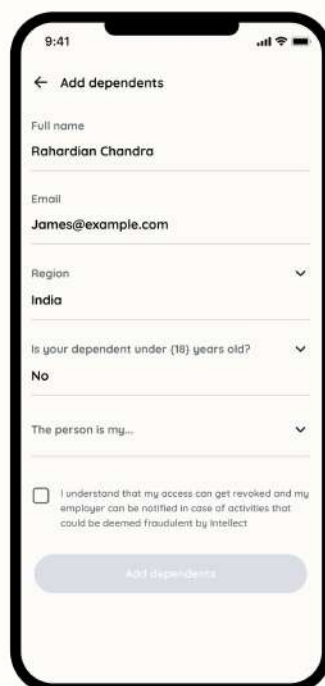 9:41
Add dependents
Full name
Rahardian Chandra
Email
James@example.com
Region
India
Is your dependent under {18} years old?
No
The person is my...
I understand that my access can get revoked and my
employer can be notified in case of activities that
could be deemed fraudulent by Intellect
Add dependents